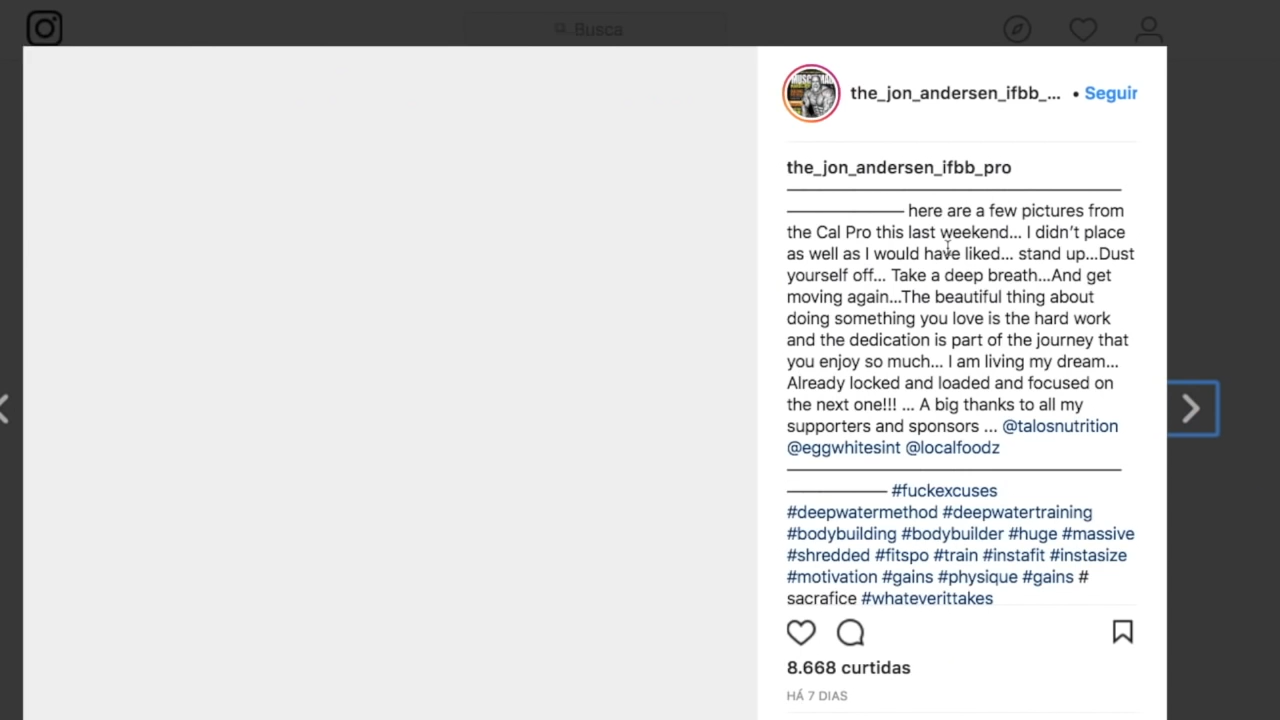 Busca
the_jon_andersen_ifbb_... • Seguir
the_jon_andersen_ifbb_pro
here are a few pictures from
the Cal Pro this last weekend... I didn’t place
as well as I would have liked... stand up...Dust
yourself off... Take a deep breath...And get
moving again...The beautiful thing about
doing something you love is the hard work
and the dedication is part of the journey that
you enjoy so much... I am living my dream...
Already locked and loaded and focused on
the next one!!! ... A big thanks to all my
supporters and sponsors ... @talosnutrition
@eggwhitesint @localfoodz
#fuckexcuses
#deepwatermethod #deepwatertraining
#bodybuilding #bodybuilder #huge #massive
#shredded #fitspo #train #instafit #instasize
#motivation #gains #physique #gains #
sacrafice #whateverittakes
8.668 curtidas
HÁ 7 DIAS